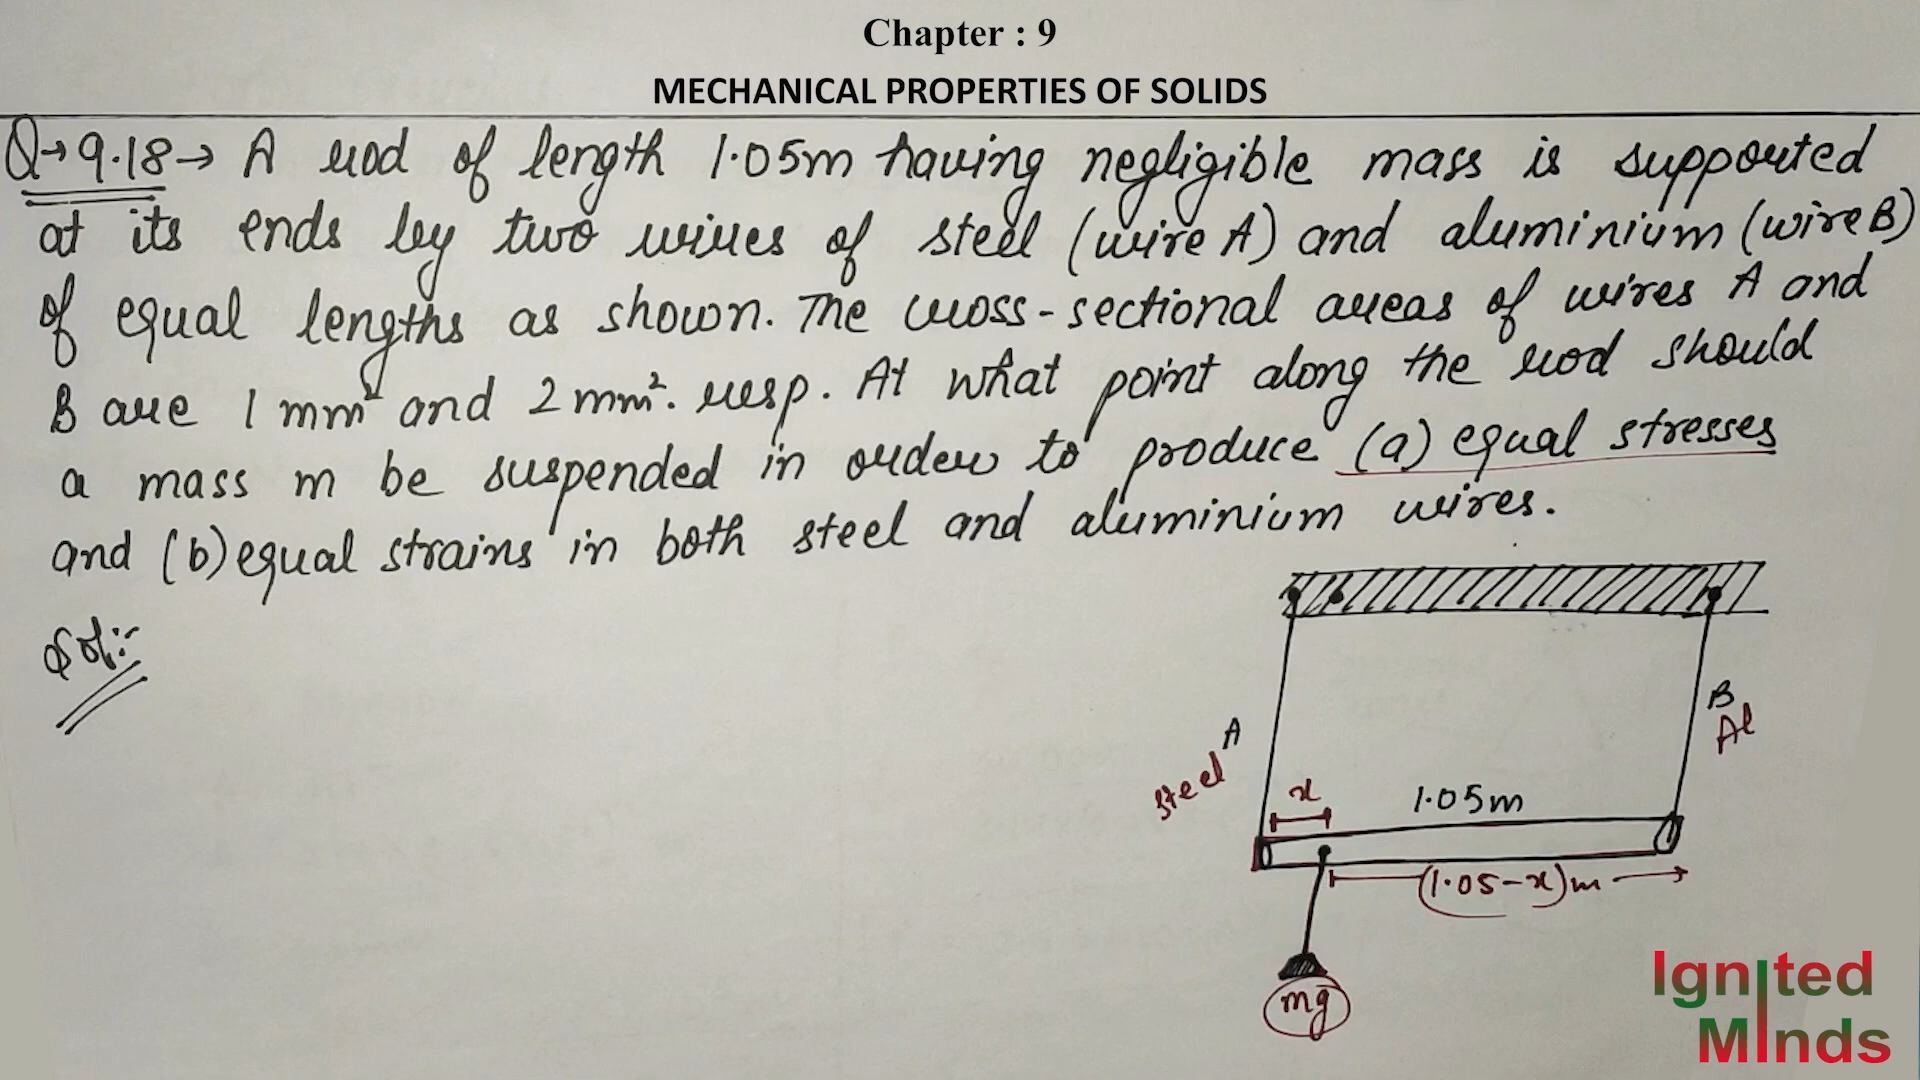 Chapter : 9
MECHANICAL PROPERTIES OF SOLIDS
Q→9.18→ A rod of length 1.05m having negligible mass is supported
at its ends by two wires of steel (wire A) and aluminium (wire B)
of equal lengths as shown. The cross-sectional areas of wires A and
B are 1 mm² and 2 mm². resp. At what point along the rod should
a mass m be suspended in order to produce (a) equal stresses
and (b) equal strains in both steel and aluminium wires.
Sol:-
A
Steel
B
Al
x
1.05m
(1.05-x)m
mg
Ignited
Minds